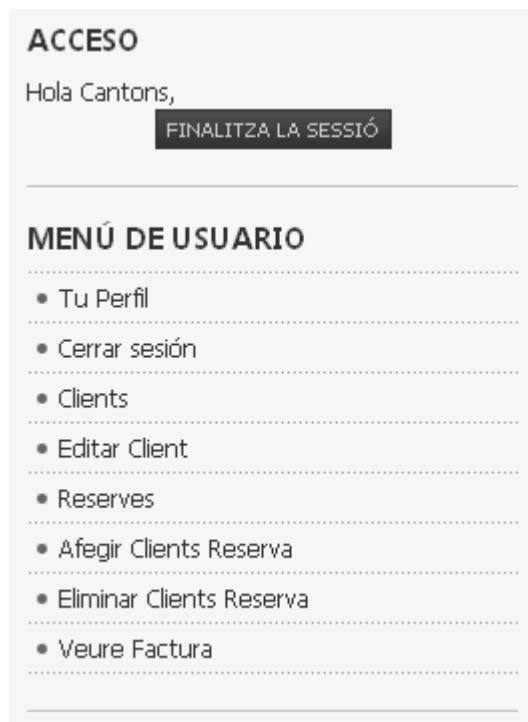 ACCESO
Hola Cantons,
FINALITZA LA SESSIÓ
MENÚ DE USUARIO
Tu Perfil
Cerrar sesión
Clients
Editar Client
Reserves
Afegir Clients Reserva
Eliminar Clients Reserva
Veure Factura